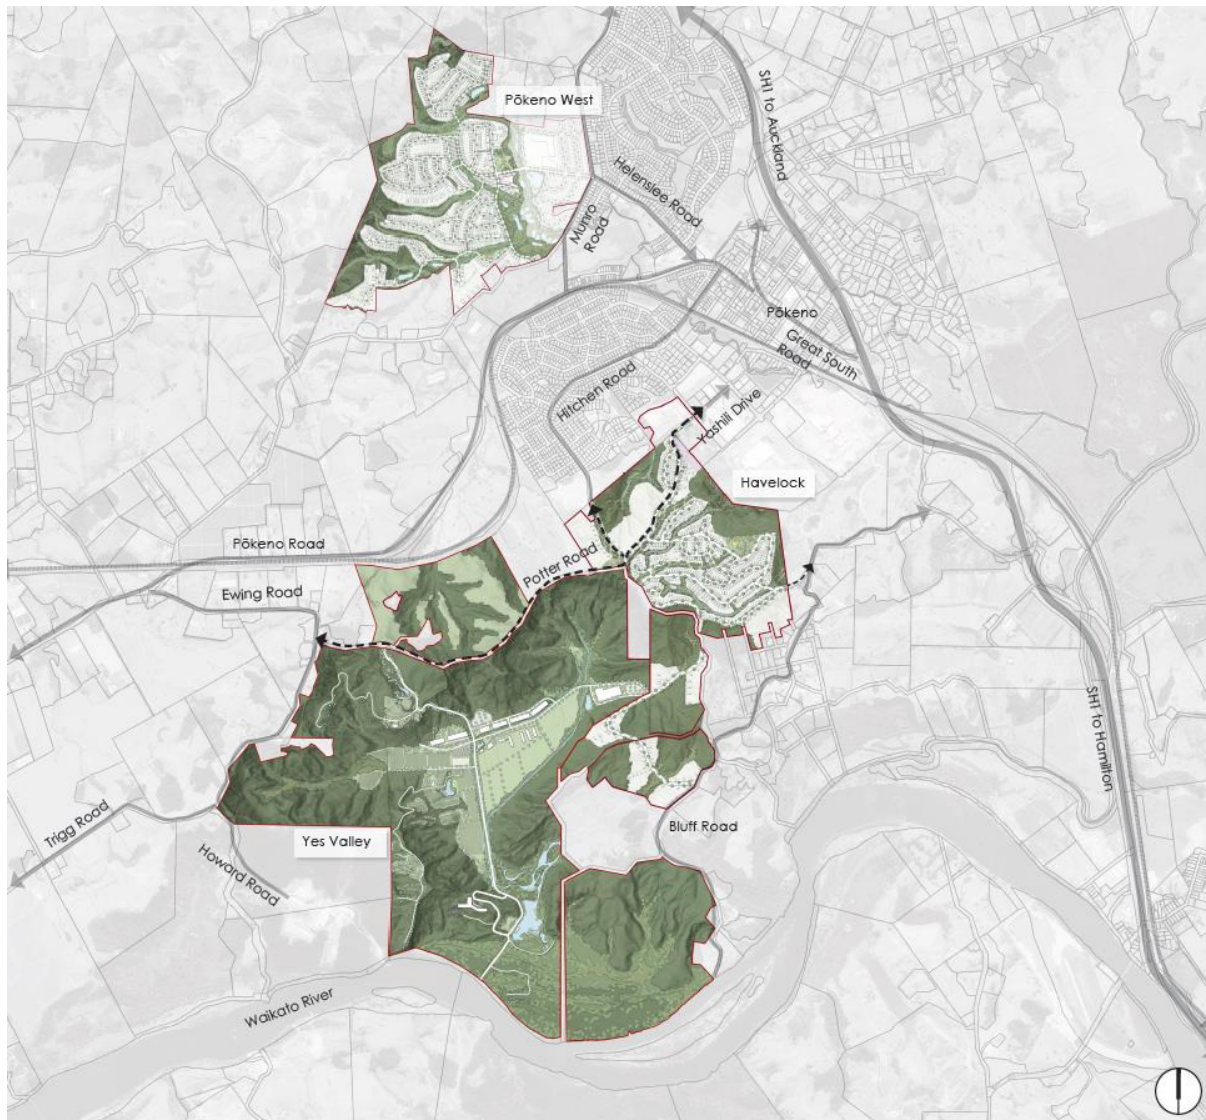 Pōkeno West
SH1 to Auckland
Helenslee Road
Munro
Road
Pōkeno
Great South
Road
Hitchen Road
Yashili Drive
Havelock
Pōkeno Road
Potter Road
Ewing Road
SH1 to Hamilton
Trigg Road
Yes Valley
Bluff Road
Howard Road
Waikato River